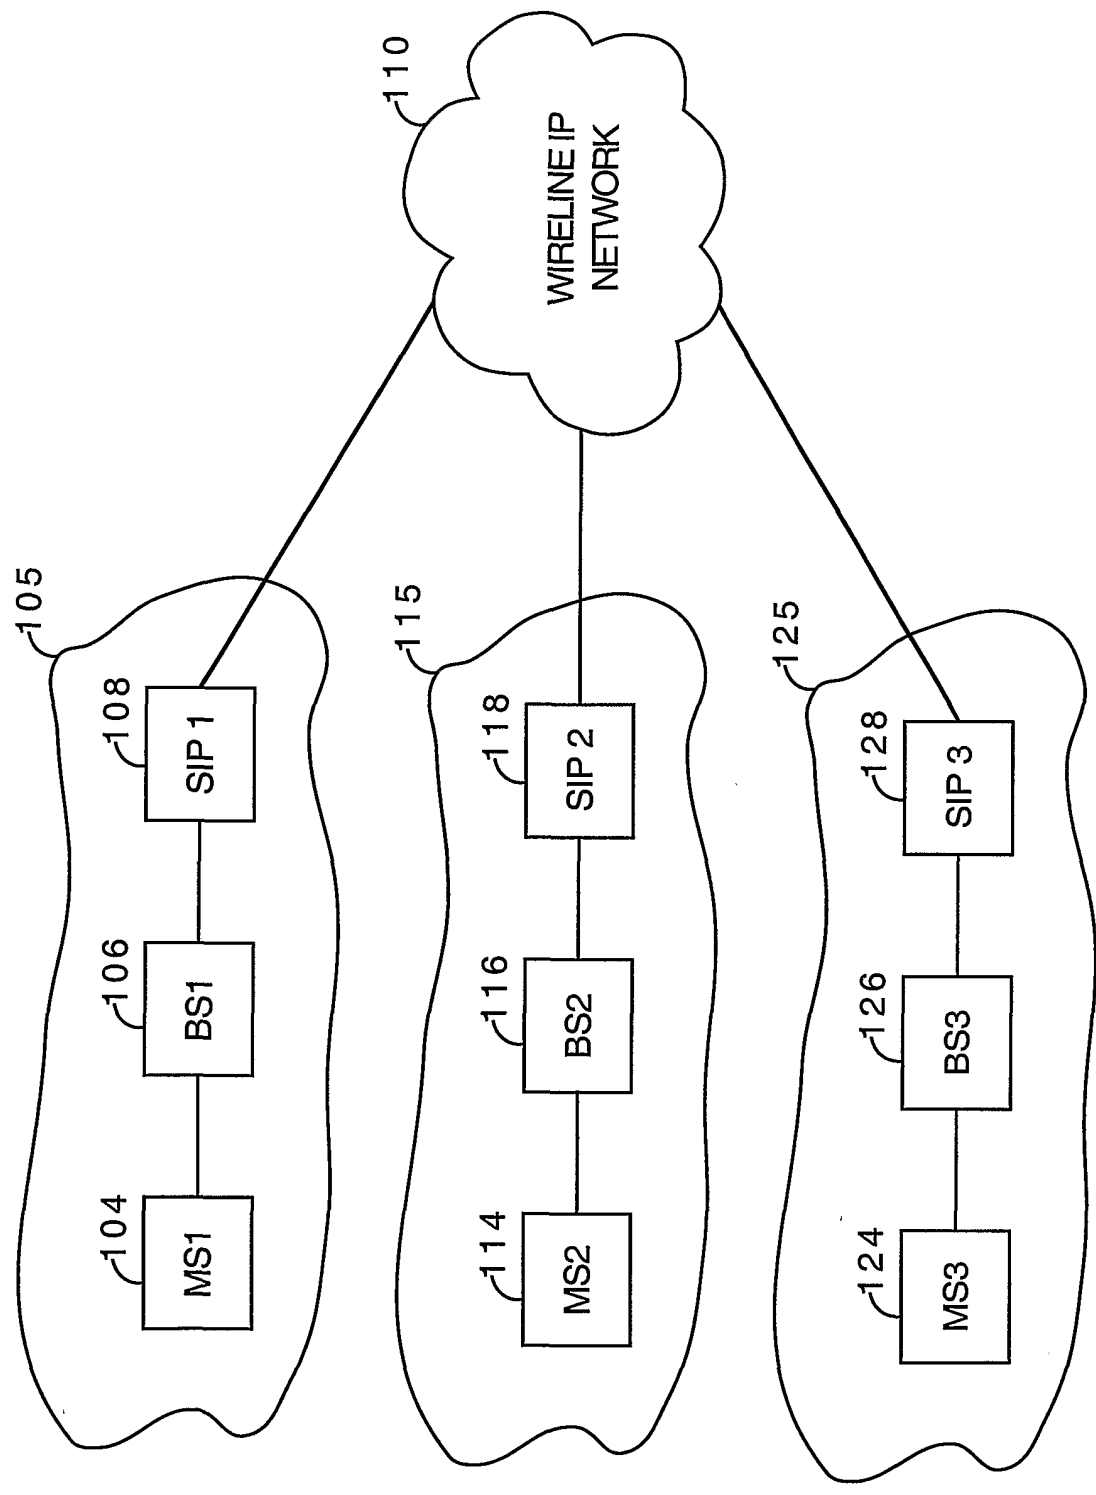 105
104
MS1
106
BS1
108
SIP 1
115
114
MS2
116
BS2
118
SIP 2
125
124
MS3
126
BS3
128
SIP 3
110
WIRELINE IP
NETWORK